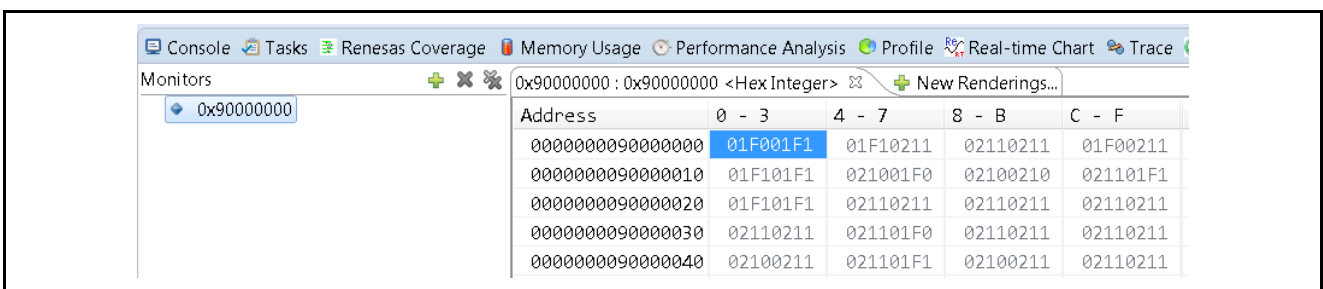 Console Tasks Renesas Coverage Memory Usage Performance Analysis Profile Real-time Chart Trace
Monitors 0x90000000 : 0x90000000 <Hex Integer> New Renderings...
0x90000000
Address 0 - 3 4 - 7 8 - B C - F
0000000090000000 01F001F1 01F10211 02110211 01F00211
0000000090000010 01F101F1 021001F0 02100210 021101F1
0000000090000020 01F101F1 02110211 02110211 02110211
0000000090000030 02110211 021101F0 02110211 02110211
0000000090000040 02100211 021101F1 02100211 02110211